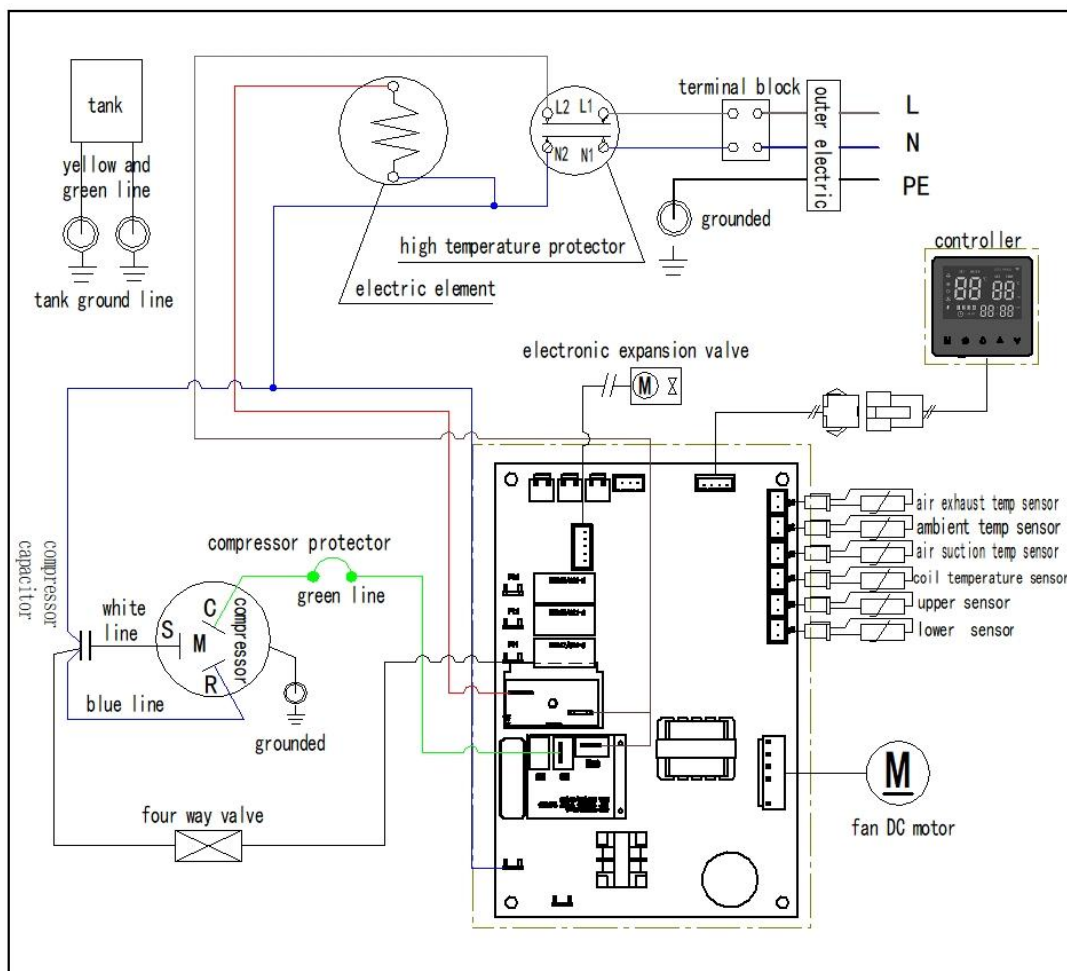 tank
yellow and
green line
tank ground line
L2 L1
N2 N1
terminal block
outer electric
L
N
PE
grounded
high temperature protector
electric element
controller
88 88
88 88
electronic expansion valve
M
air exhaust temp sensor
ambient temp sensor
air suction temp sensor
coil temperature sensor
upper sensor
lower sensor
compressor protector
green line
compressor
capacitor
white
line
C
S
M
R
compressor
blue line
grounded
four way valve
M
fan DC motor